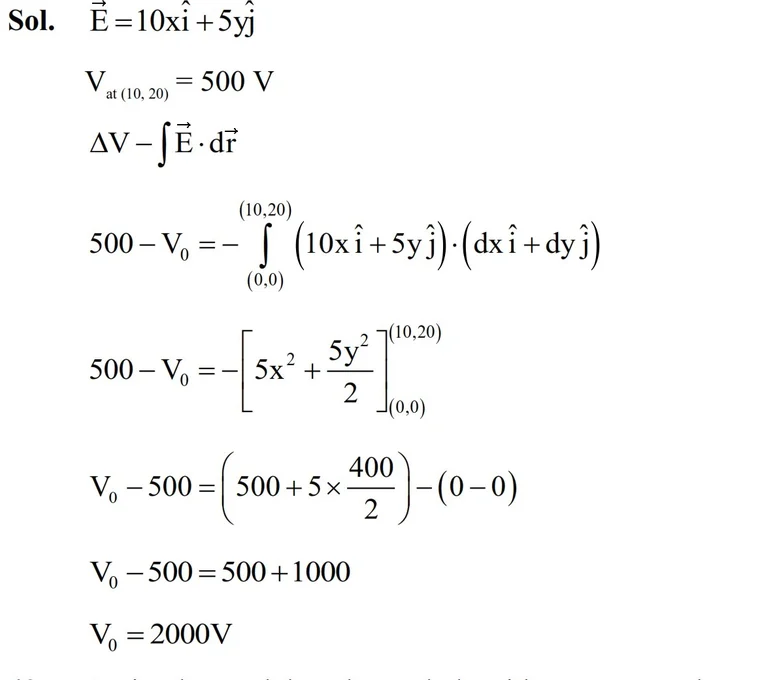 Sol. E⃗ = 10xî + 5yĵ
V at (10, 20) = 500 V
ΔV − ∫ E⃗ · dr⃗
500 − V₀ = − ∫_(0,0)^(10,20) (10x î + 5y ĵ) · (dx î + dy ĵ)
500 − V₀ = − [5x² + 5y²/2]_(0,0)^(10,20)
V₀ − 500 = (500 + 5 × 400/2) − (0 − 0)
V₀ − 500 = 500 + 1000
V₀ = 2000V